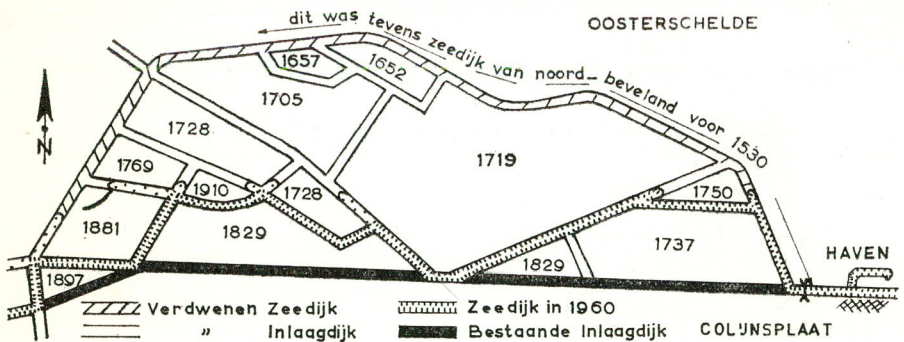 OOSTERSCHELDE
dit was tevens zeedijk van noord-beveland voor 1530
1657
1652
1705
1728
1719
1769
1910
1728
1750
1881
1829
1737
1829
1897
HAVEN
N
Verdwenen Zeedijk
Zeedijk in 1960
" Inlaagdijk
Bestaande Inlaagdijk
COLIJNSPLAAT